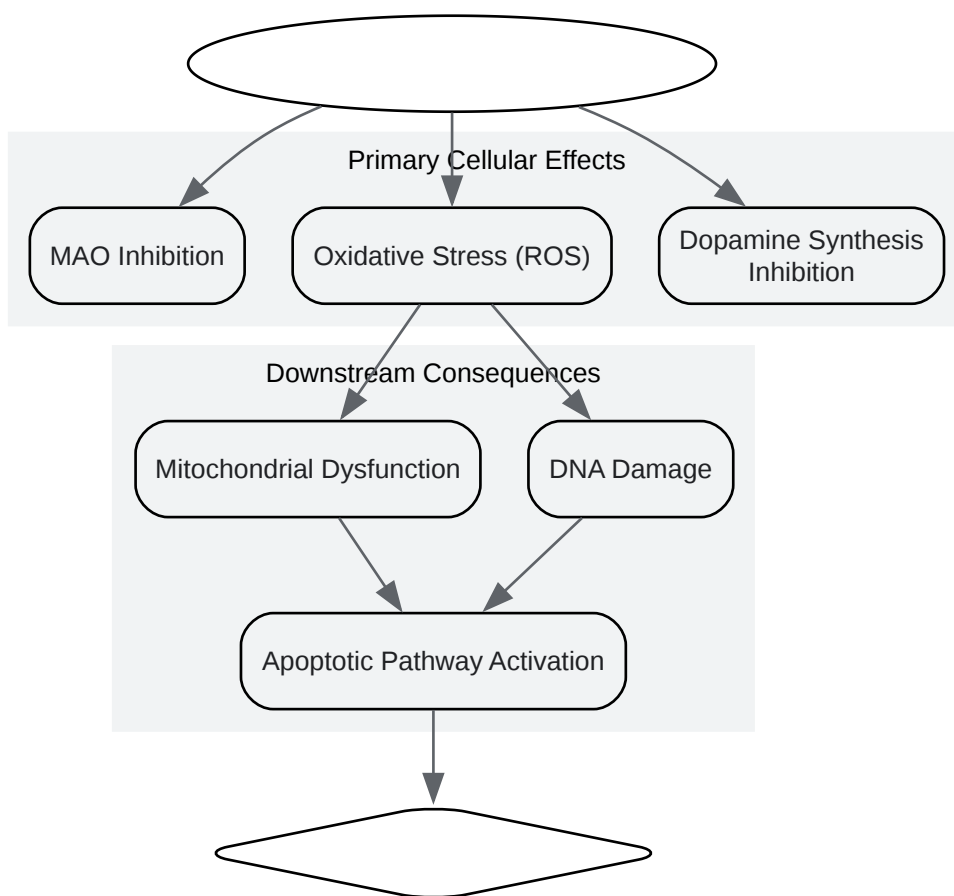 Primary Cellular Effects
MAO Inhibition
Oxidative Stress (ROS)
Dopamine Synthesis
Inhibition
Downstream Consequences
Mitochondrial Dysfunction
DNA Damage
Apoptotic Pathway Activation